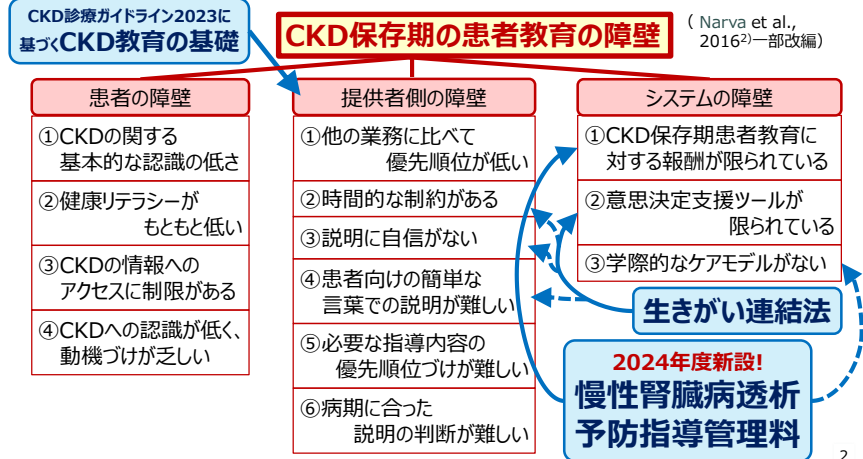 CKD診療ガイドライン2023に
基づくCKD教育の基礎
CKD保存期の患者教育の障壁
( Narva et al.,
2016²⁾一部改編)
患者の障壁
①CKDの関する
基本的な認識の低さ
②健康リテラシーが
もともと低い
③CKDの情報への
アクセスに制限がある
④CKDへの認識が低く、
動機づけが乏しい
提供者側の障壁
①他の業務に比べて
優先順位が低い
②時間的な制約がある
③説明に自信がない
④患者向けの簡単な
言葉での説明が難しい
⑤必要な指導内容の
優先順位づけが難しい
⑥病期に合った
説明の判断が難しい
システムの障壁
①CKD保存期患者教育に
対する報酬が限られている
②意思決定支援ツールが
限られている
③学際的なケアモデルがない
生きがい連結法
2024年度新設!
慢性腎臓病透析
予防指導管理料
2